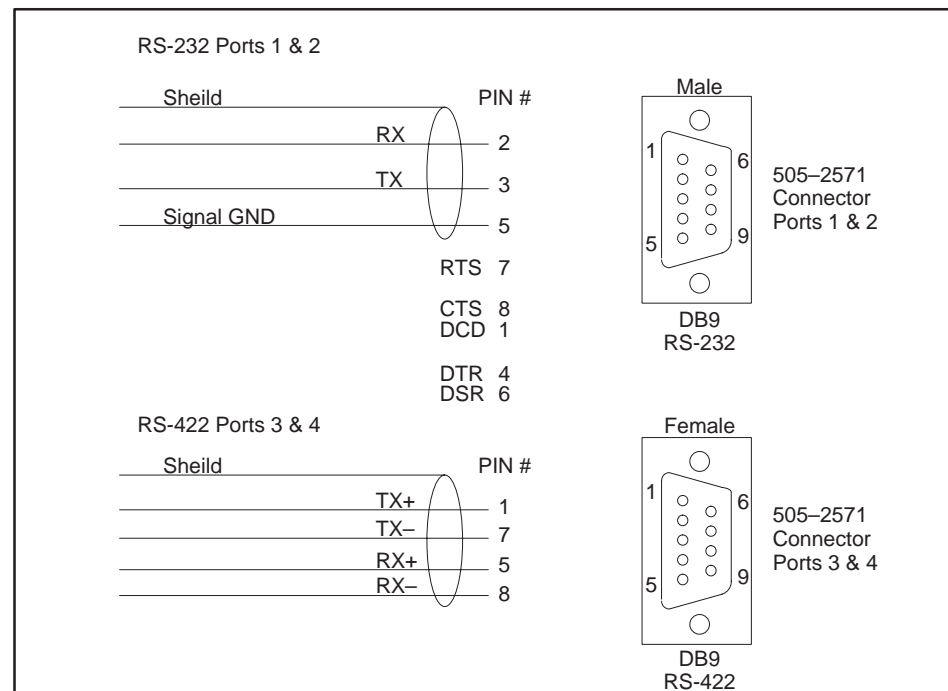 RS-232 Ports 1 & 2
Sheild PIN #
RX 2
TX 3
Signal GND 5
RTS 7
CTS 8
DCD 1
DTR 4
DSR 6
Male
1
6
5
9
505–2571
Connector
Ports 1 & 2
DB9
RS-232
RS-422 Ports 3 & 4
Sheild PIN #
TX+ 1
TX– 7
RX+ 5
RX– 8
Female
1
6
5
9
505–2571
Connector
Ports 3 & 4
DB9
RS-422